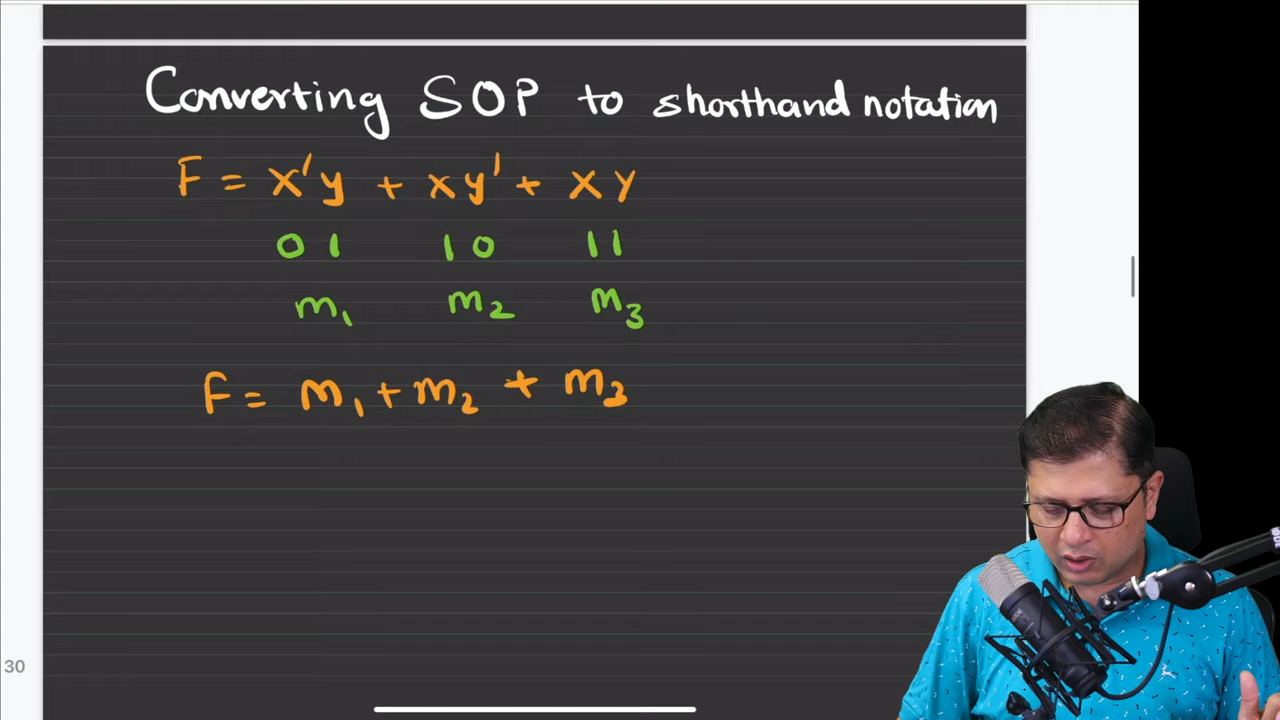 Converting SOP to shorthand notation
F = x'y + xy' + xy
01 10 11
m₁ m₂ m₃
F = m₁ + m₂ + m₃
30